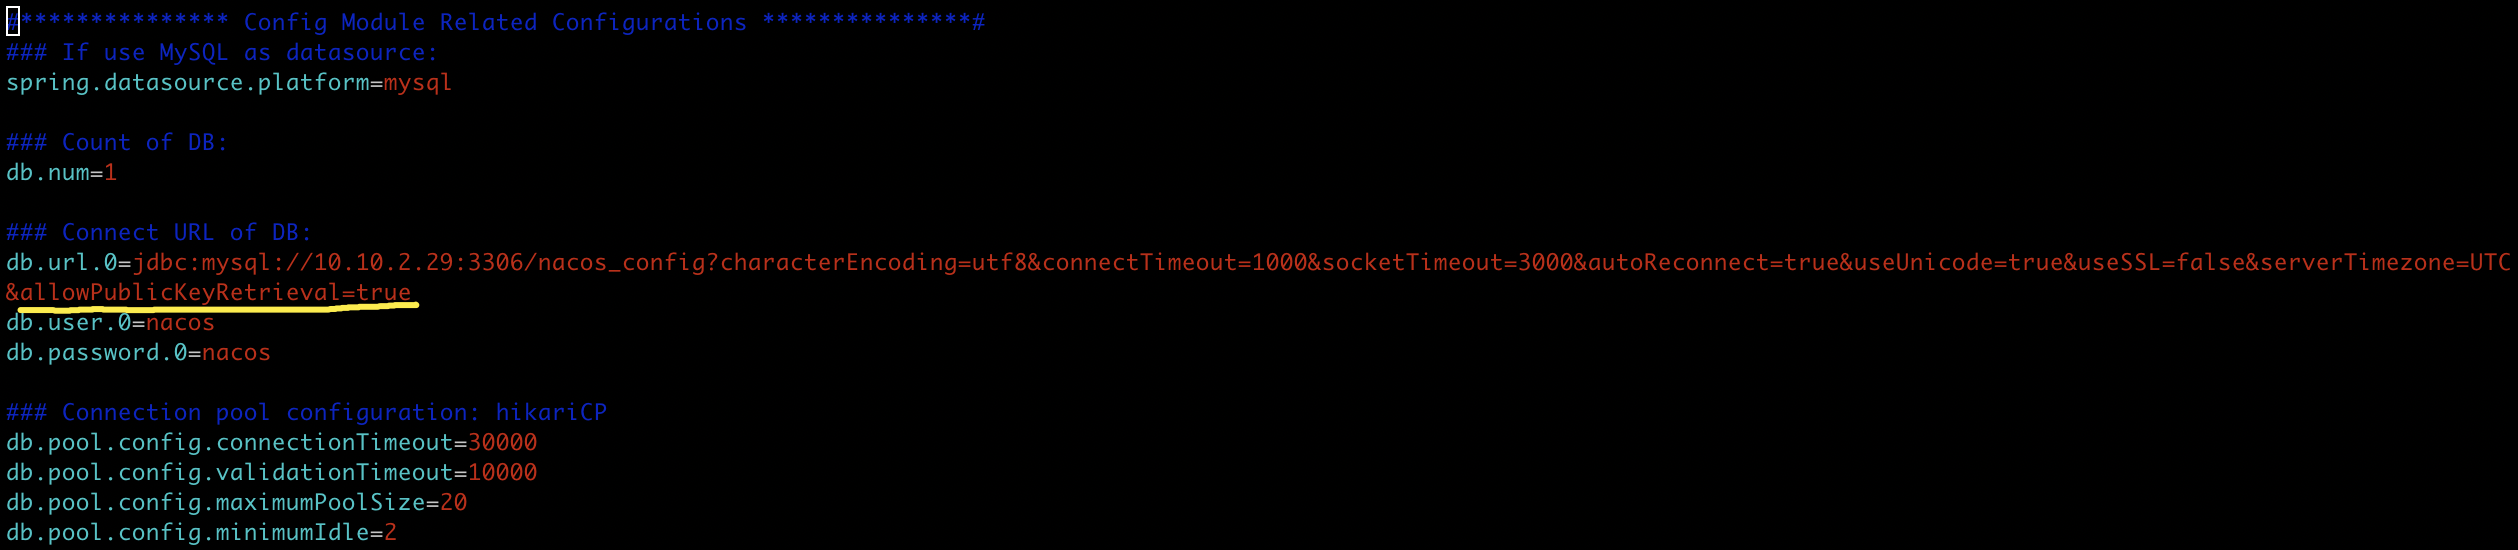 #*************** Config Module Related Configurations ***************#
### If use MySQL as datasource:
spring.datasource.platform=mysql
### Count of DB:
db.num=1
### Connect URL of DB:
db.url.0=jdbc:mysql://10.10.2.29:3306/nacos_config?characterEncoding=utf8&connectTimeout=1000&socketTimeout=3000&autoReconnect=true&useUnicode=true&useSSL=false&serverTimezone=UTC
&allowPublicKeyRetrieval=true
db.user.0=nacos
db.password.0=nacos
### Connection pool configuration: hikariCP
db.pool.config.connectionTimeout=30000
db.pool.config.validationTimeout=10000
db.pool.config.maximumPoolSize=20
db.pool.config.minimumIdle=2